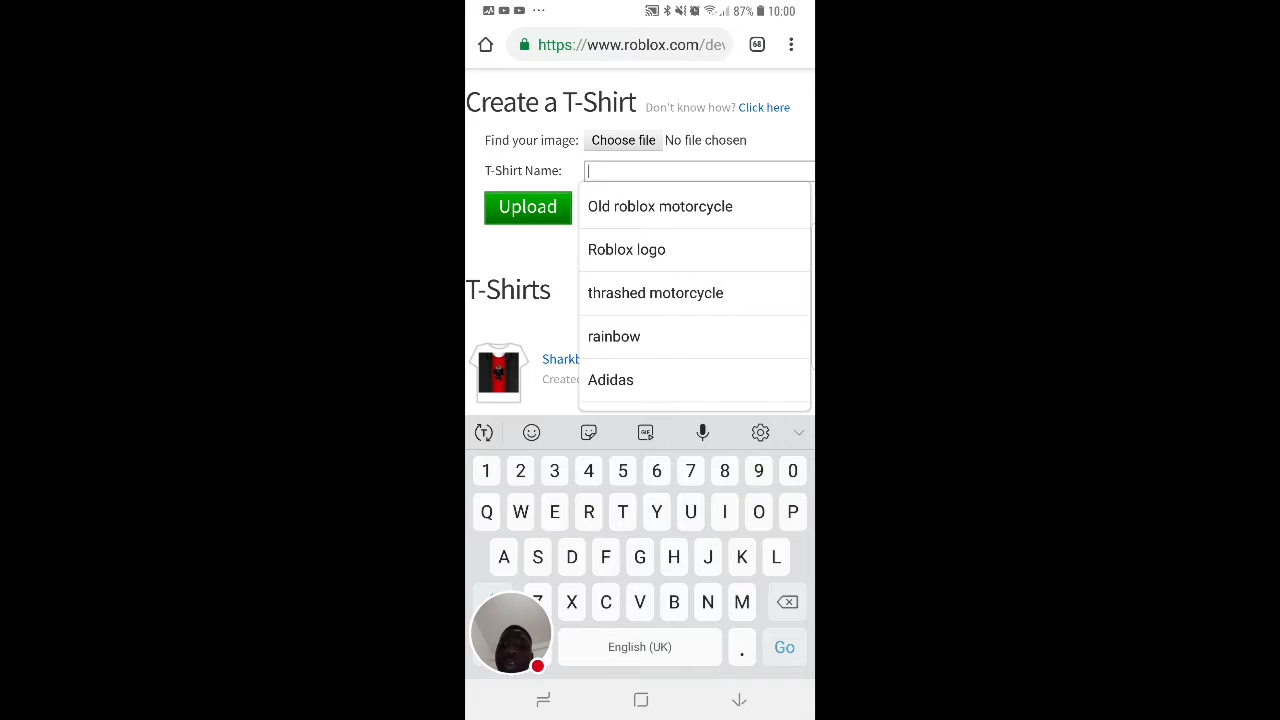 87% 10:00
https://www.roblox.com/dev
68
Create a T-Shirt Don't know how? Click here
Find your image: Choose file No file chosen
T-Shirt Name:
Upload
Old roblox motorcycle
Roblox logo
thrashed motorcycle
rainbow
Adidas
T-Shirts
Sharkb
Created
T GIF
1 2 3 4 5 6 7 8 9 0
Q W E R T Y U I O P
A S D F G H J K L
Z X C V B N M
English (UK) . Go